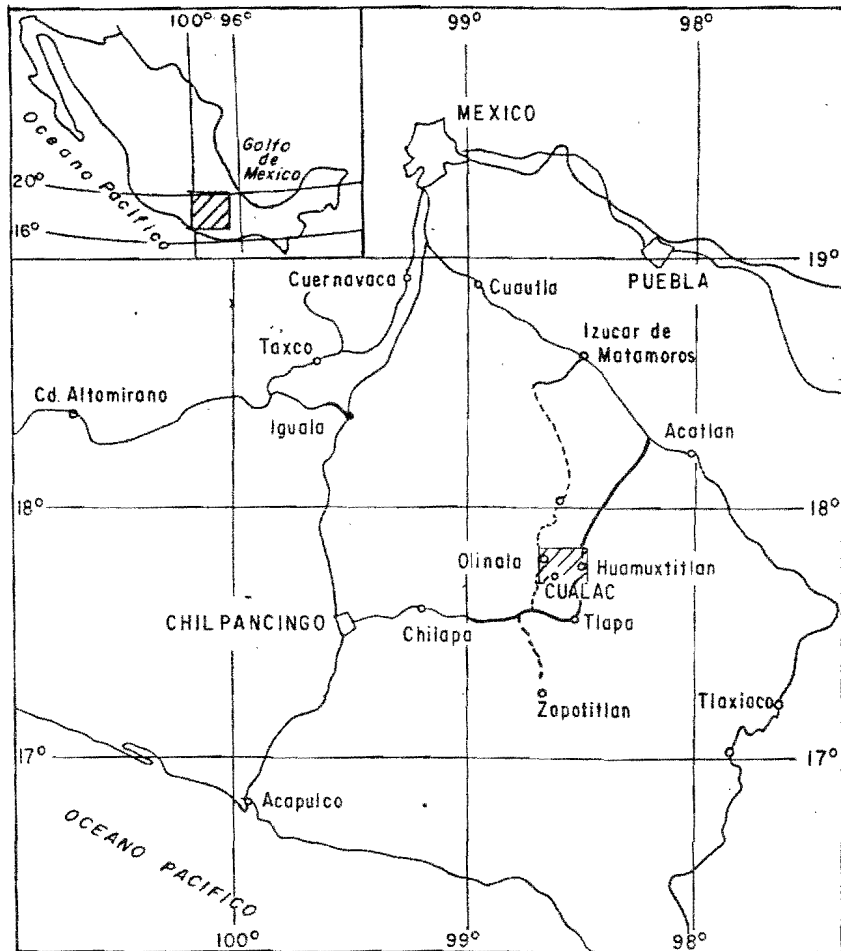 100° 96°
99°
98°
Oceano Pacífico
Golfo
de
Mexico
20°
16°
MEXICO
19°
PUEBLA
Cuernavaca
Cuautla
Taxco
Izucar de
Matamoros
Cd. Altamirano
Iguala
Acatlan
18°
18°
Olinala
Huamuxtitlan
CUALAC
CHILPANCINGO
Chilapa
Tlapa
Zapotitlan
Tlaxiaco
17°
17°
Acapulco
OCEANO PACIFICO
100°
99°
98°